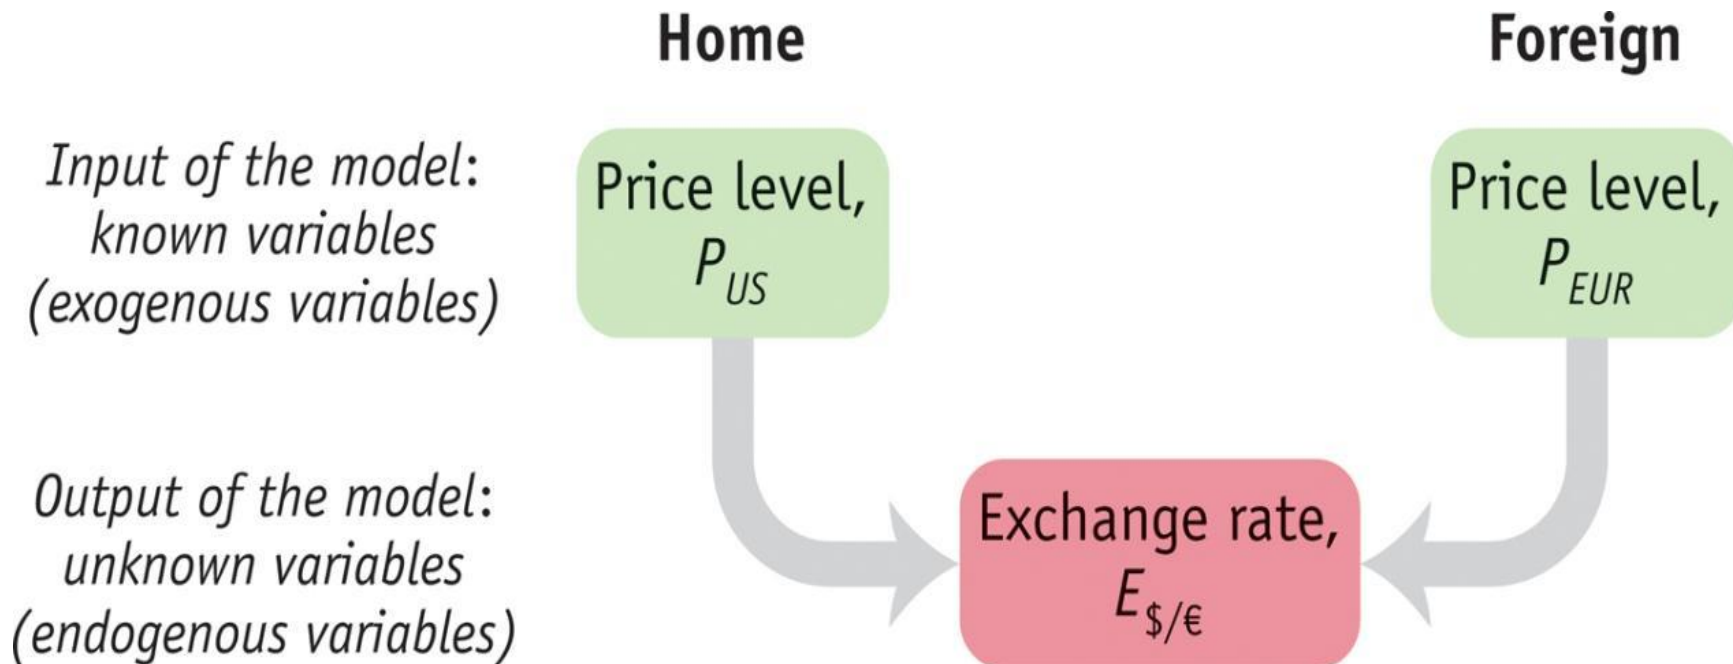 Home
Foreign
Input of the model:
known variables
(exogenous variables)
Price level,
P_US
Price level,
P_EUR
Output of the model:
unknown variables
(endogenous variables)
Exchange rate,
E_$/€